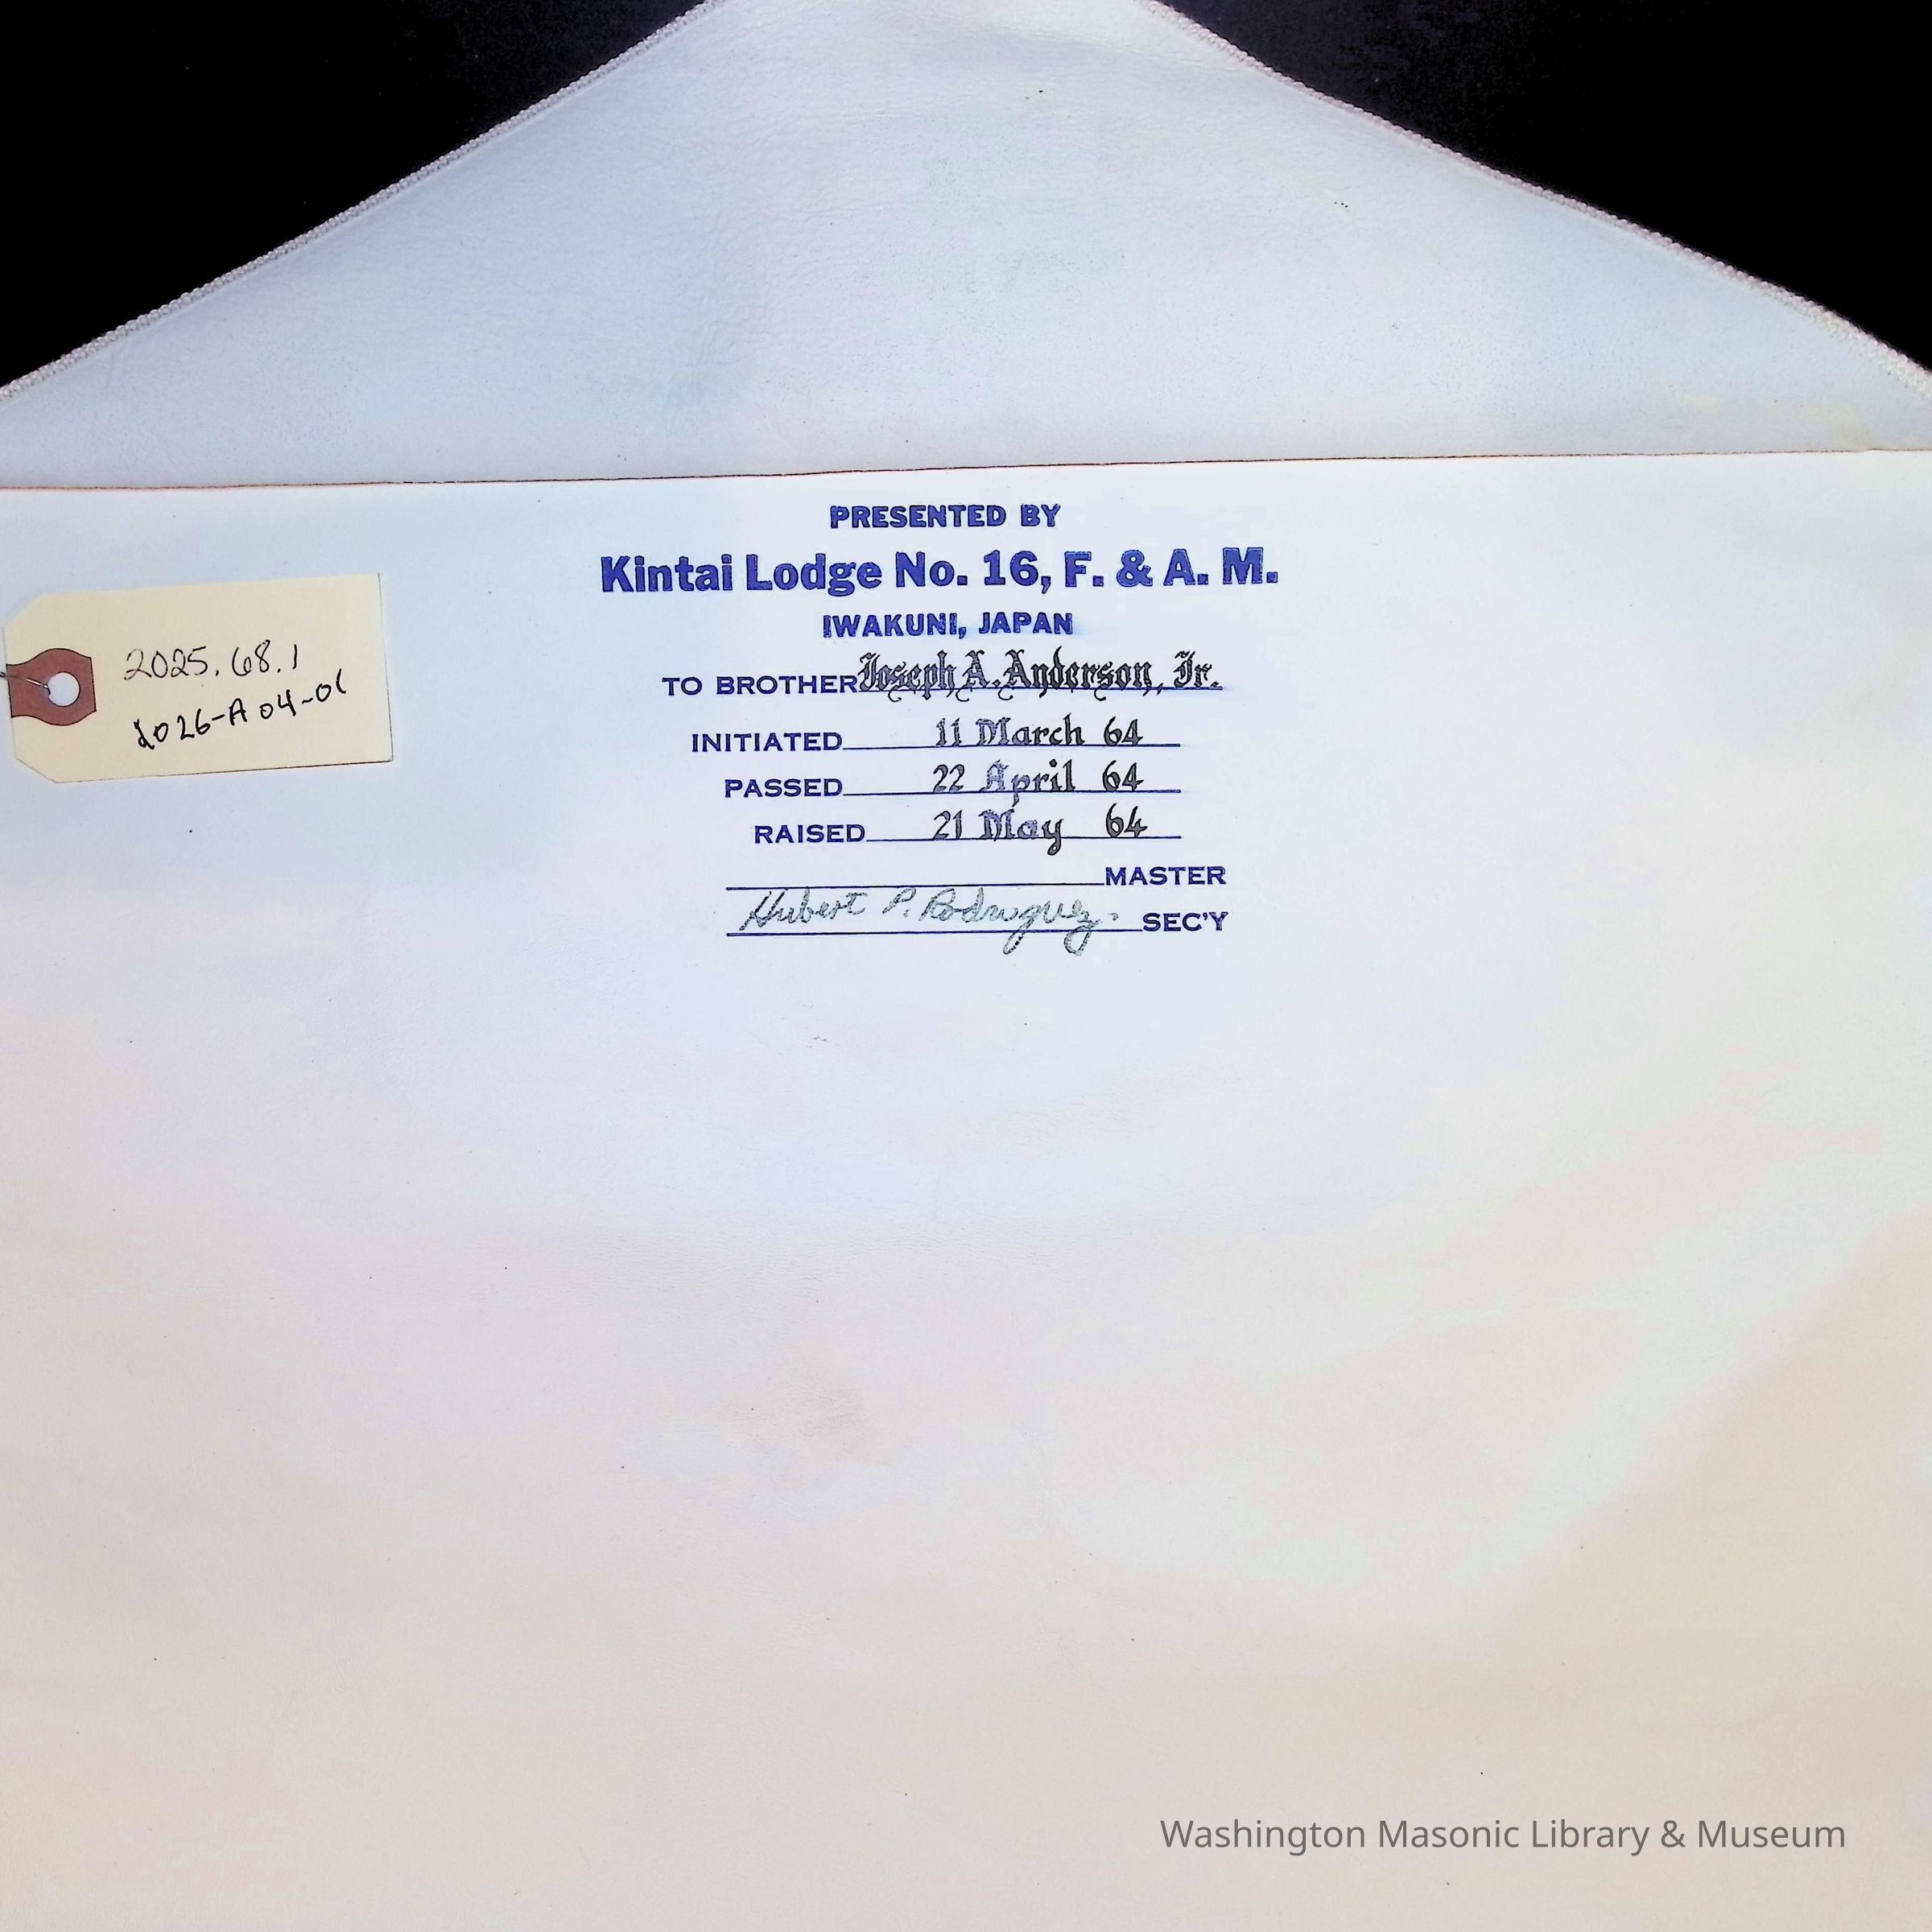 PRESENTED BY
Kintai Lodge No. 16, F. & A. M.
IWAKUNI, JAPAN
TO BROTHER Joseph A. Anderson, Jr.
INITIATED 11 March 64
PASSED 22 April 64
RAISED 21 May 64
MASTER
Hubert P. Rodriguez SEC'Y
2025.68.1
2026-A04-01
Washington Masonic Library & Museum